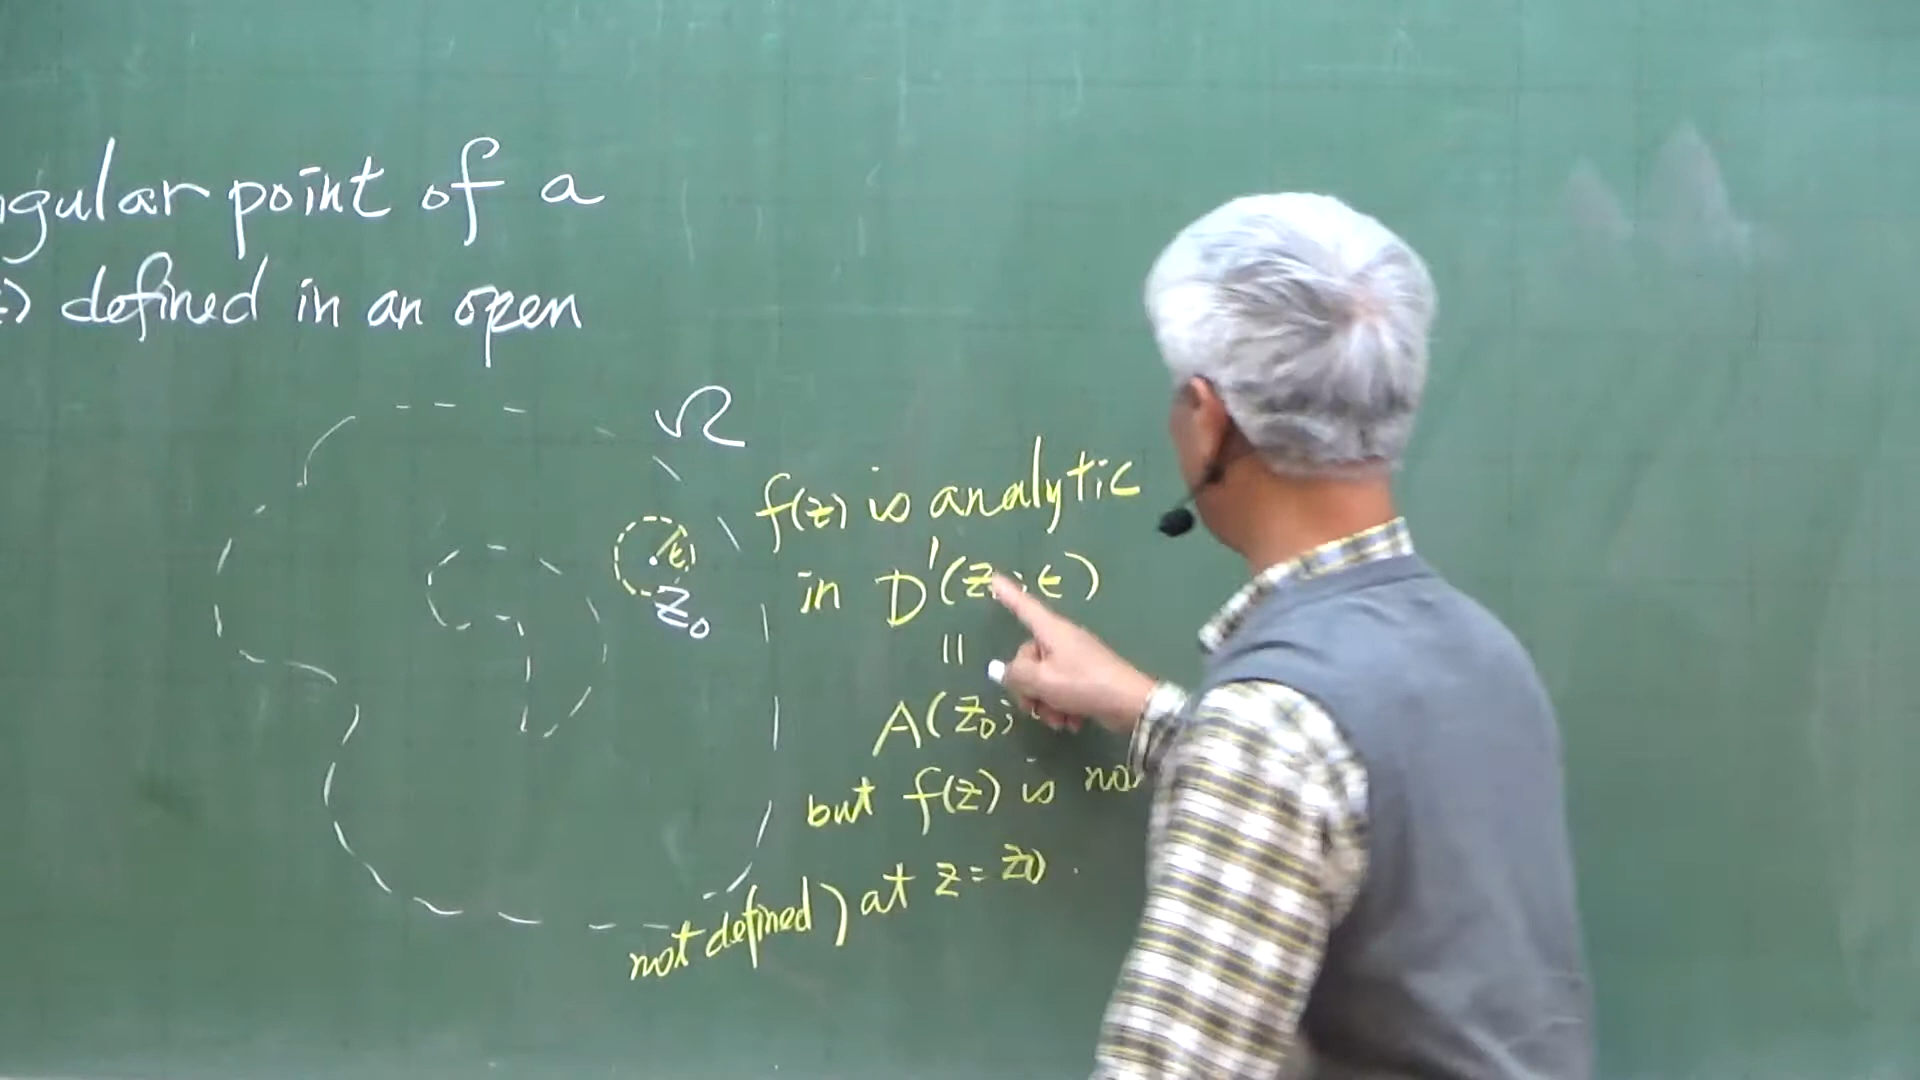 gular point of a
defined in an open
Ω
ε
z₀
f(z) is analytic
in D'(z₀; ε)
||
A(z₀;
but f(z) is
not defined) at z = z₀.